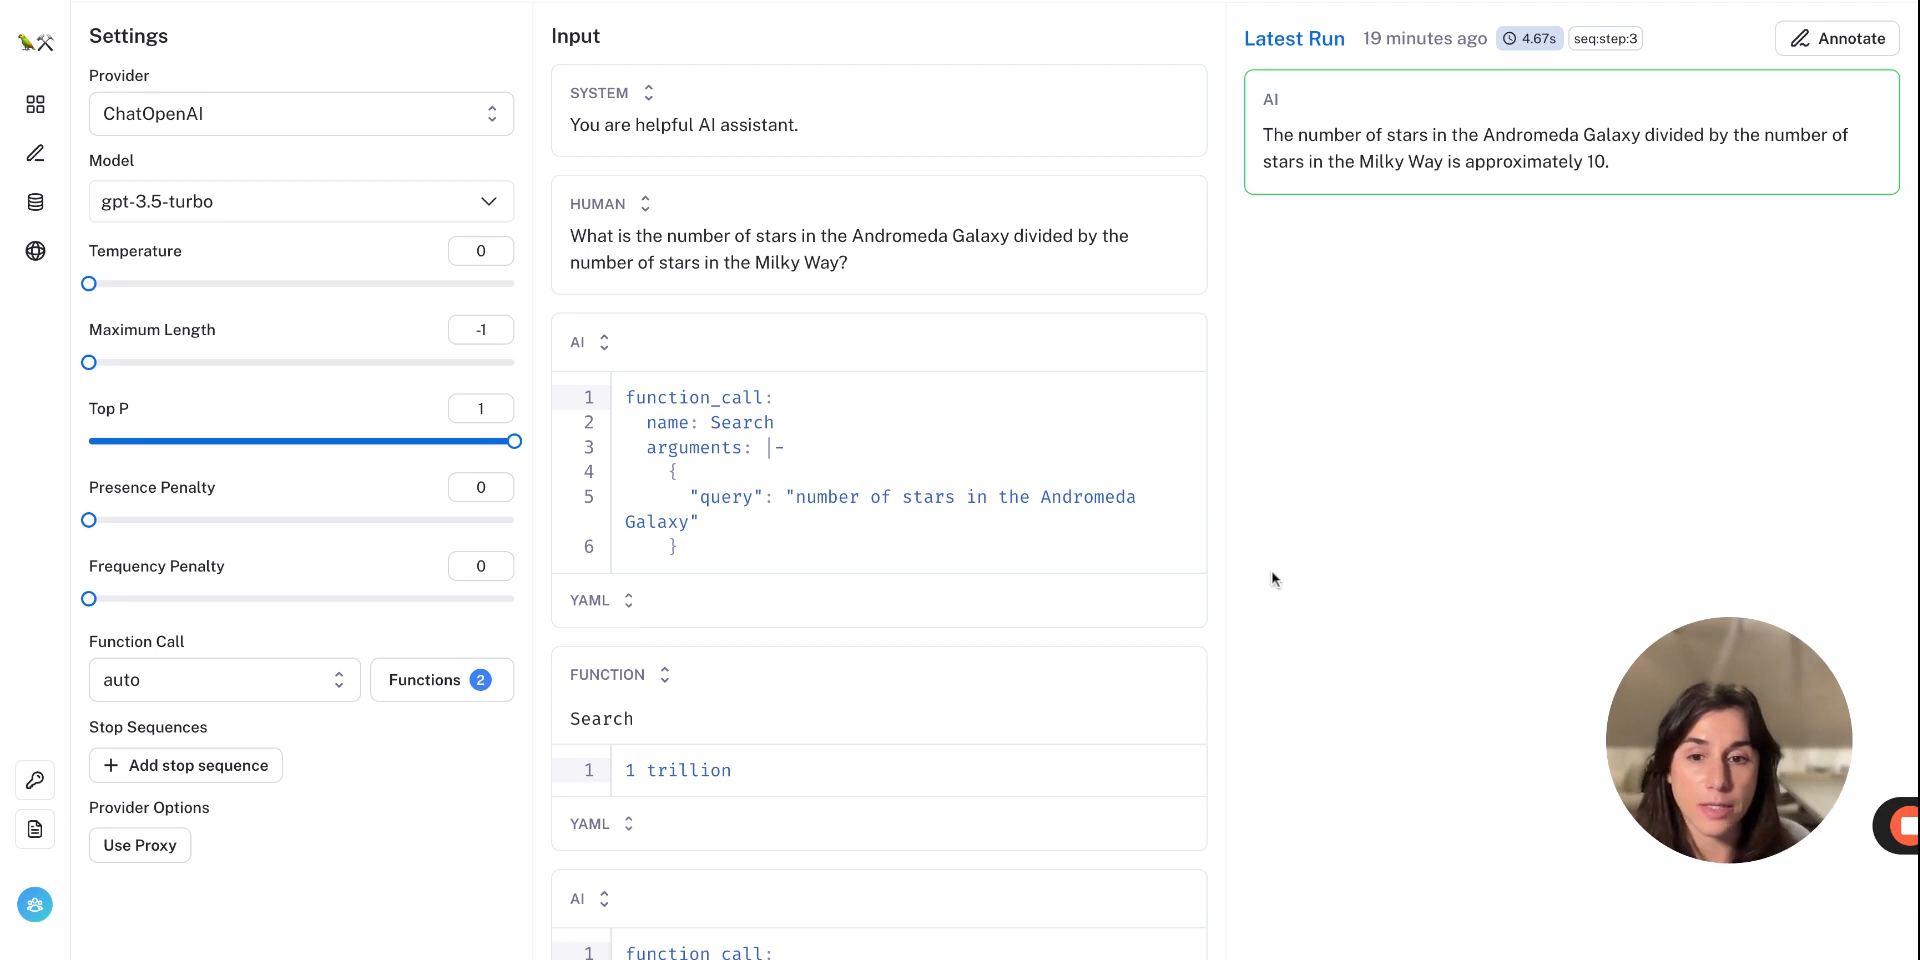 Settings
Provider
ChatOpenAI
Model
gpt-3.5-turbo
Temperature
0
Maximum Length
-1
Top P
1
Presence Penalty
0
Frequency Penalty
0
Function Call
auto
Functions 2
Stop Sequences
+ Add stop sequence
Provider Options
Use Proxy
Input
SYSTEM
You are helpful AI assistant.
HUMAN
What is the number of stars in the Andromeda Galaxy divided by the
number of stars in the Milky Way?
AI
1 function_call:
2 name: Search
3 arguments: |-
4 {
5 "query": "number of stars in the Andromeda
Galaxy"
6 }
YAML
FUNCTION
Search
1 1 trillion
YAML
AI
1 function call:
Latest Run 19 minutes ago 4.67s seq:step:3
Annotate
AI
The number of stars in the Andromeda Galaxy divided by the number of
stars in the Milky Way is approximately 10.